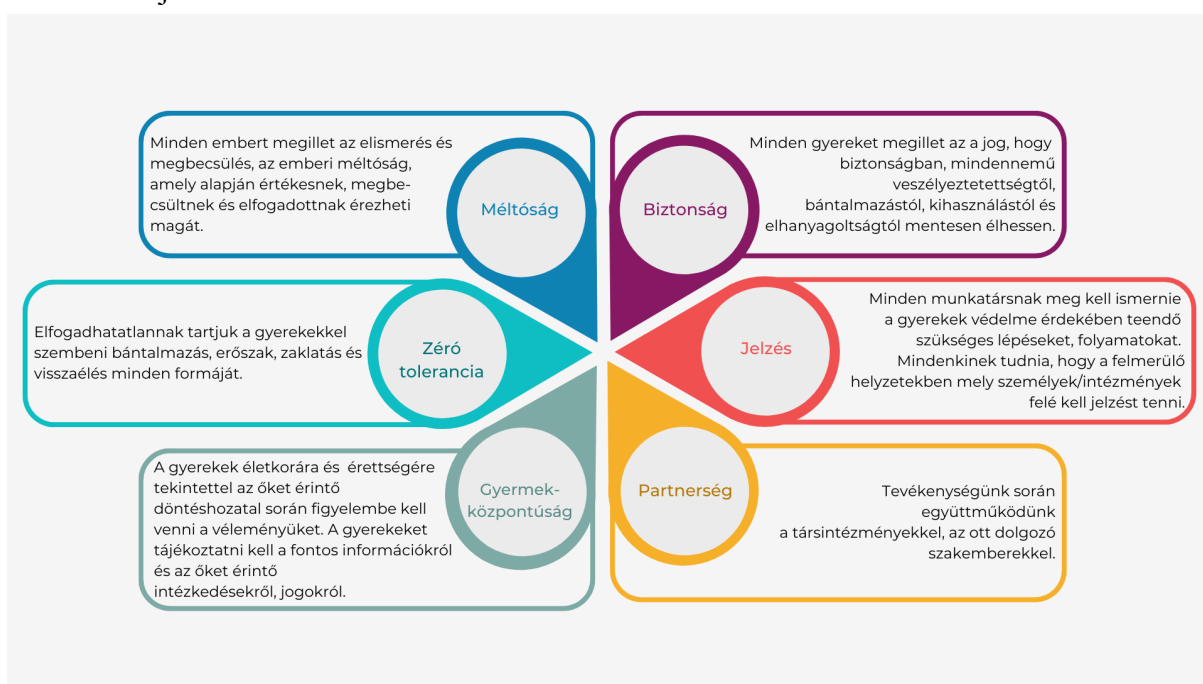 Minden embert megillet az elismerés és
megbecsülés, az emberi méltóság,
amely alapján értékesnek, megbe-
csültnek és elfogadottnak érezheti
magát.
Méltóság
Biztonság
Minden gyereket megillet az a jog, hogy
biztonságban, mindennemű
veszélyeztetettségtől,
bántalmazástól, kihasználástól és
elhanyagoltságtól mentesen élhessen.
Elfogadhatatlannak tartjuk a gyerekekkel
szembeni bántalmazás, erőszak, zaklatás és
visszaélés minden formáját.
Zéró
tolerancia
Jelzés
Minden munkatársnak meg kell ismernie
a gyerekek védelme érdekében teendő
szükséges lépéseket, folyamatokat.
Mindenkinek tudnia, hogy a felmerülő
helyzetekben mely személyek/intézmények
felé kell jelzést tenni.
A gyerekek életkorára és érettségére
tekintettel az őket érintő
döntéshozatal során figyelembe kell
venni a véleményüket. A gyerekeket
tájékoztatni kell a fontos információkról
és az őket érintő
intézkedésekről, jogokról.
Gyermek-
központúság
Partnerség
Tevékenységünk során
együttműködünk
a társintézményekkel, az ott dolgozó
szakemberekkel.